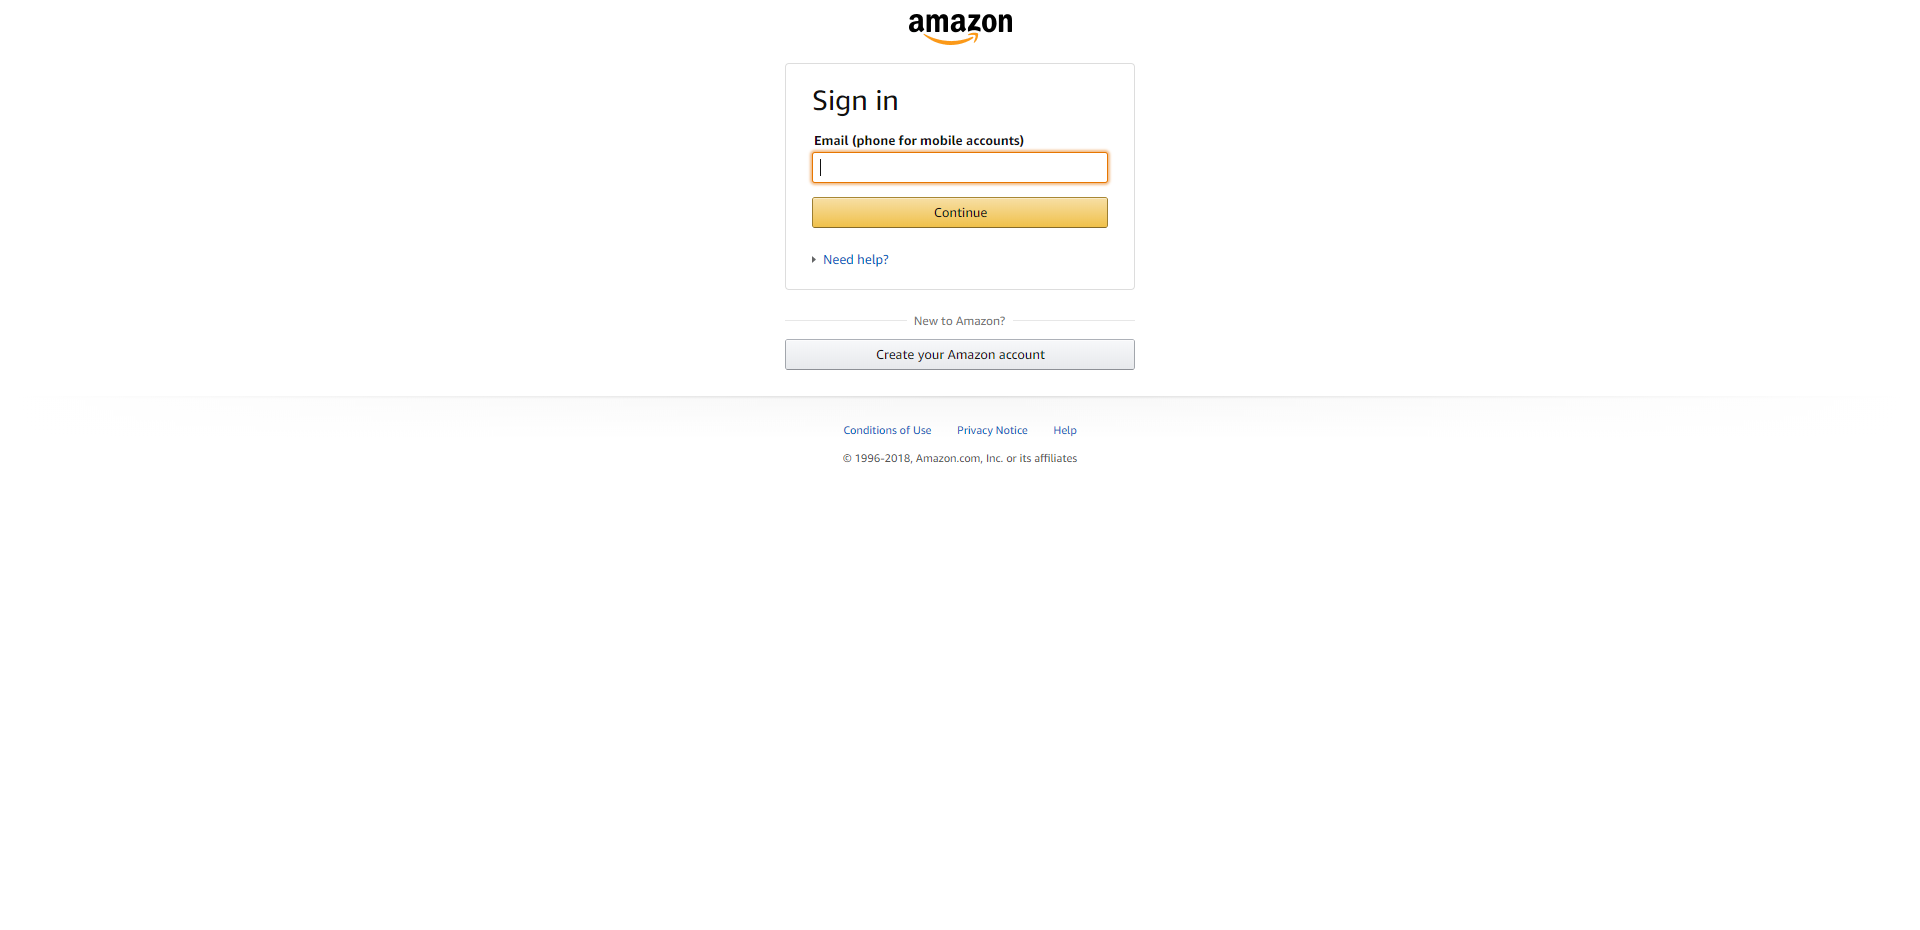 amazon
Sign in
Email (phone for mobile accounts)
Continue
Need help?
New to Amazon?
Create your Amazon account
Conditions of Use Privacy Notice Help
© 1996-2018, Amazon.com, Inc. or its affiliates